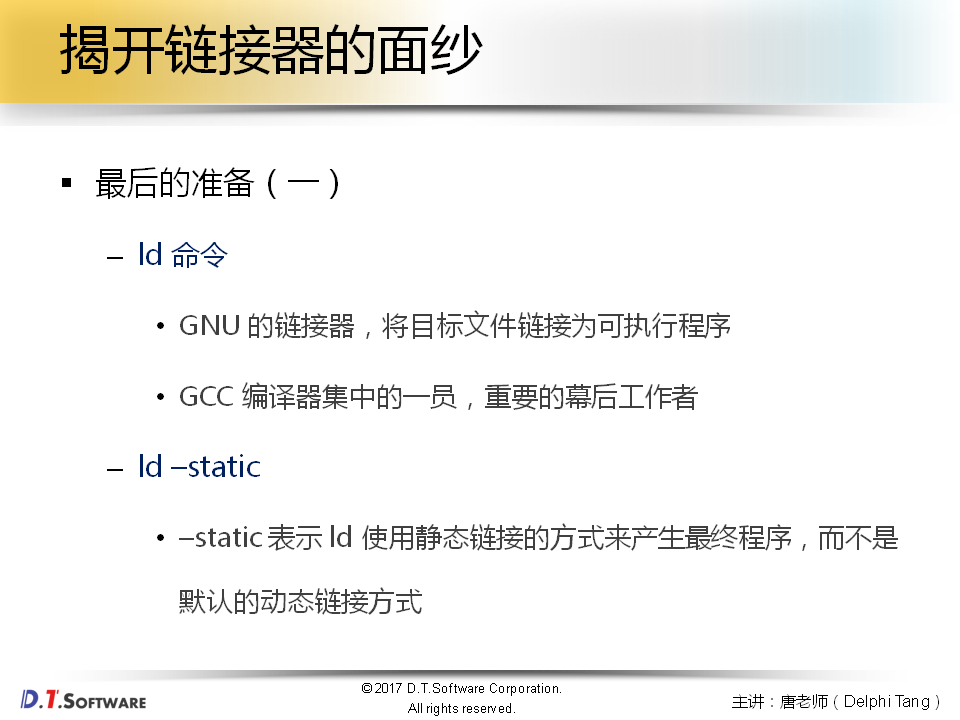 揭开链接器的面纱
▪ 最后的准备（一）
– ld 命令
• GNU 的链接器，将目标文件链接为可执行程序
• GCC 编译器集中的一员，重要的幕后工作者
– ld –static
• –static 表示 ld 使用静态链接的方式来产生最终程序，而不是
默认的动态链接方式
D.T.SOFTWARE
©2017 D.T.Software Corporation.
All rights reserved.
主讲：唐老师（Delphi Tang）